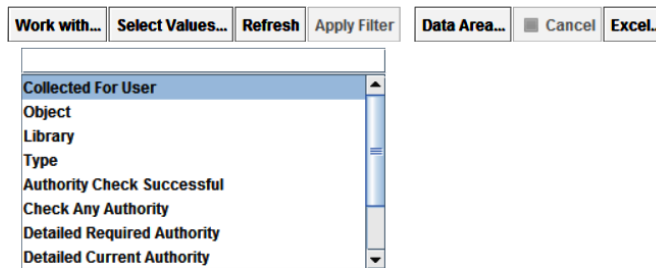 Work with... Select Values... Refresh Apply Filter Data Area... Cancel Excel..
Collected For User
Object
Library
Type
Authority Check Successful
Check Any Authority
Detailed Required Authority
Detailed Current Authority